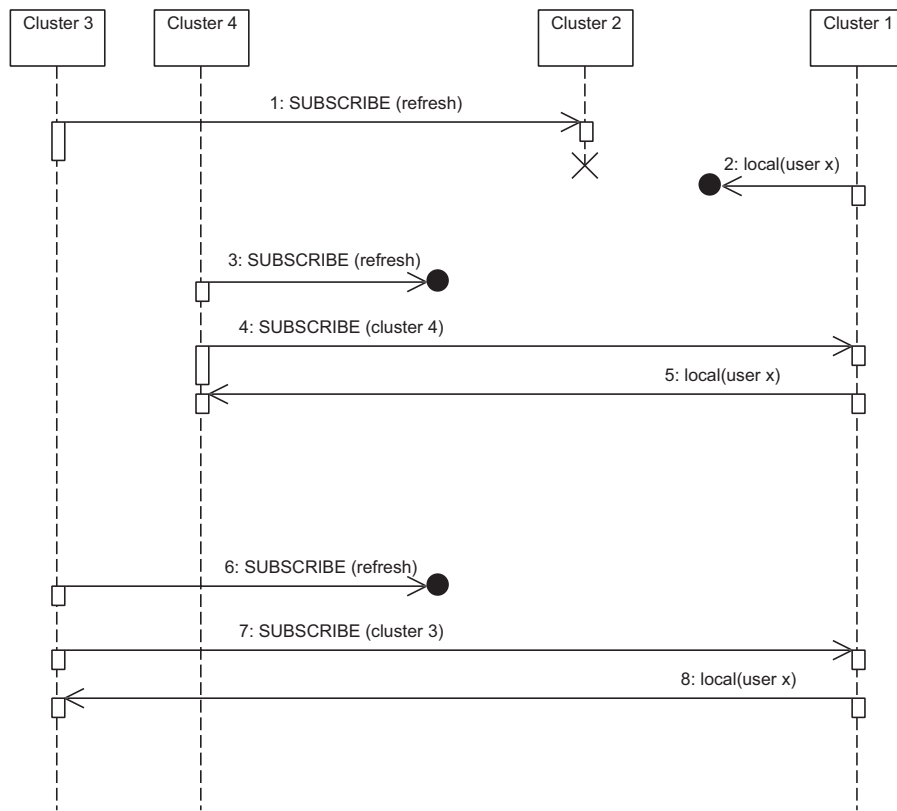 Cluster 3
Cluster 4
Cluster 2
Cluster 1
1: SUBSCRIBE (refresh)
2: local(user x)
3: SUBSCRIBE (refresh)
4: SUBSCRIBE (cluster 4)
5: local(user x)
6: SUBSCRIBE (refresh)
7: SUBSCRIBE (cluster 3)
8: local(user x)